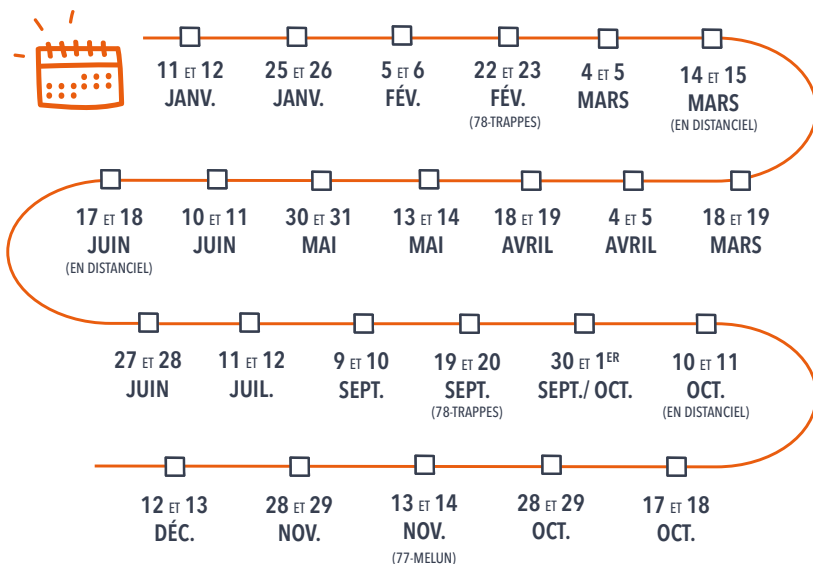 11 ET 12
JANV.
25 ET 26
JANV.
5 ET 6
FÉV.
22 ET 23
FÉV.
(78-TRAPPES)
4 ET 5
MARS
14 ET 15
MARS
(EN DISTANCIEL)
17 ET 18
JUIN
(EN DISTANCIEL)
10 ET 11
JUIN
30 ET 31
MAI
13 ET 14
MAI
18 ET 19
AVRIL
4 ET 5
AVRIL
18 ET 19
MARS
27 ET 28
JUIN
11 ET 12
JUIL.
9 ET 10
SEPT.
19 ET 20
SEPT.
(78-TRAPPES)
30 ET 1ER
SEPT./ OCT.
10 ET 11
OCT.
(EN DISTANCIEL)
12 ET 13
DÉC.
28 ET 29
NOV.
13 ET 14
NOV.
(77-MELUN)
28 ET 29
OCT.
17 ET 18
OCT.